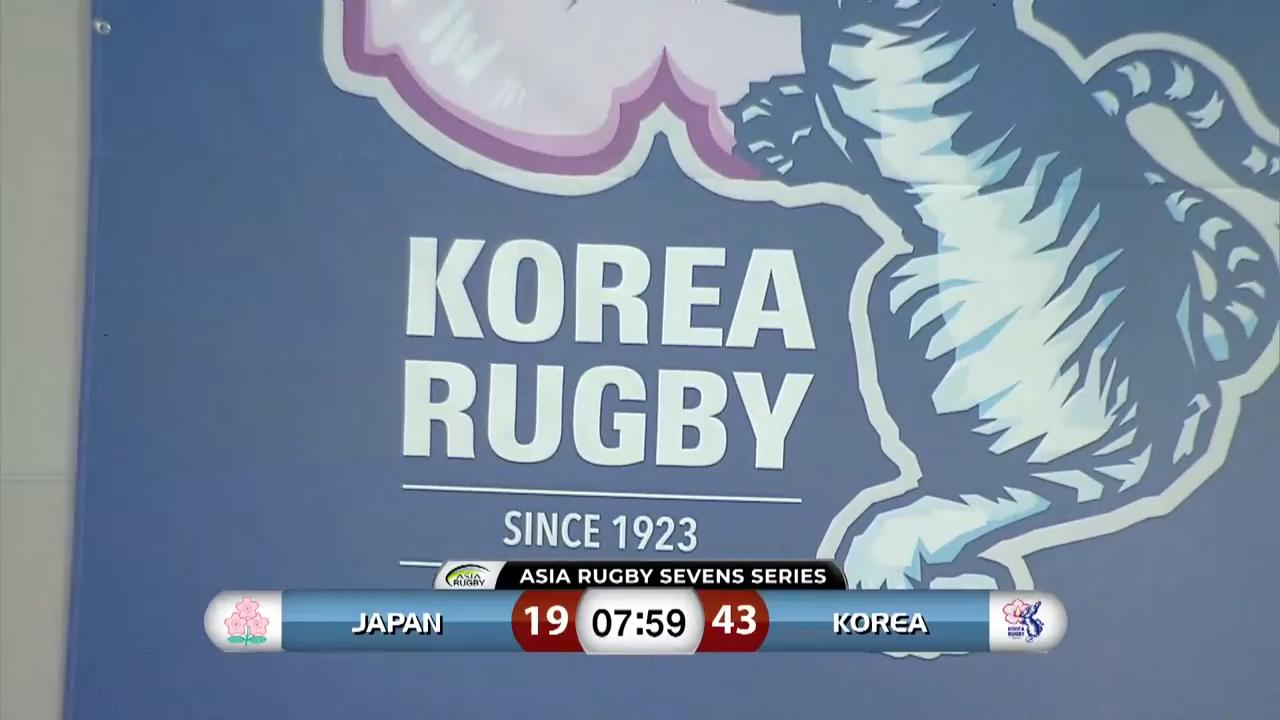 KOREA
RUGBY
SINCE 1923
ASIA RUGBY ASIA RUGBY SEVENS SERIES
JAPAN 19 07:59 43 KOREA